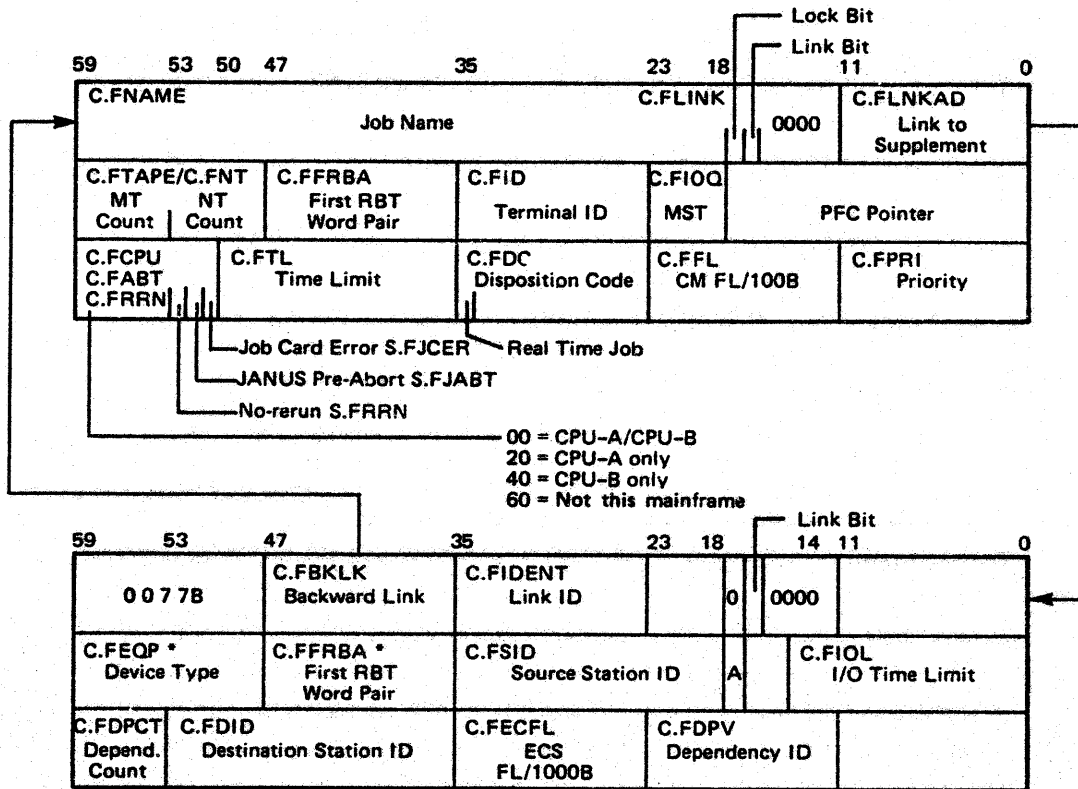 Lock Bit
Link Bit
59 53 50 47 35 23 18 11 0
C.FNAME C.FLINK C.FLNKAD
Job Name 0000 Link to
Supplement
C.FTAPE/C.FNT C.FFRBA C.FID C.FIOQ
MT NT First RBT Terminal ID MST PFC Pointer
Count Count Word Pair
C.FCPU C.FTL C.FDC C.FFL C.FPRI
C.FABT Time Limit Disposition Code CM FL/100B Priority
C.FRRN
Job Card Error S.FJCER Real Time Job
JANUS Pre-Abort S.FJABT
No-rerun S.FRRN
00 = CPU-A/CPU-B
20 = CPU-A only
40 = CPU-B only
60 = Not this mainframe
Link Bit
59 53 47 35 23 18 14 11 0
C.FBKLK C.FIDENT
0077B Backward Link Link ID 0 0000
C.FEQP * C.FFRBA * C.FSID C.FIOL
Device Type First RBT Source Station ID A I/O Time Limit
Word Pair
C.FDPCT C.FDID C.FECFL C.FDPV
Depend. Destination Station ID ECS Dependency ID
Count FL/1000B